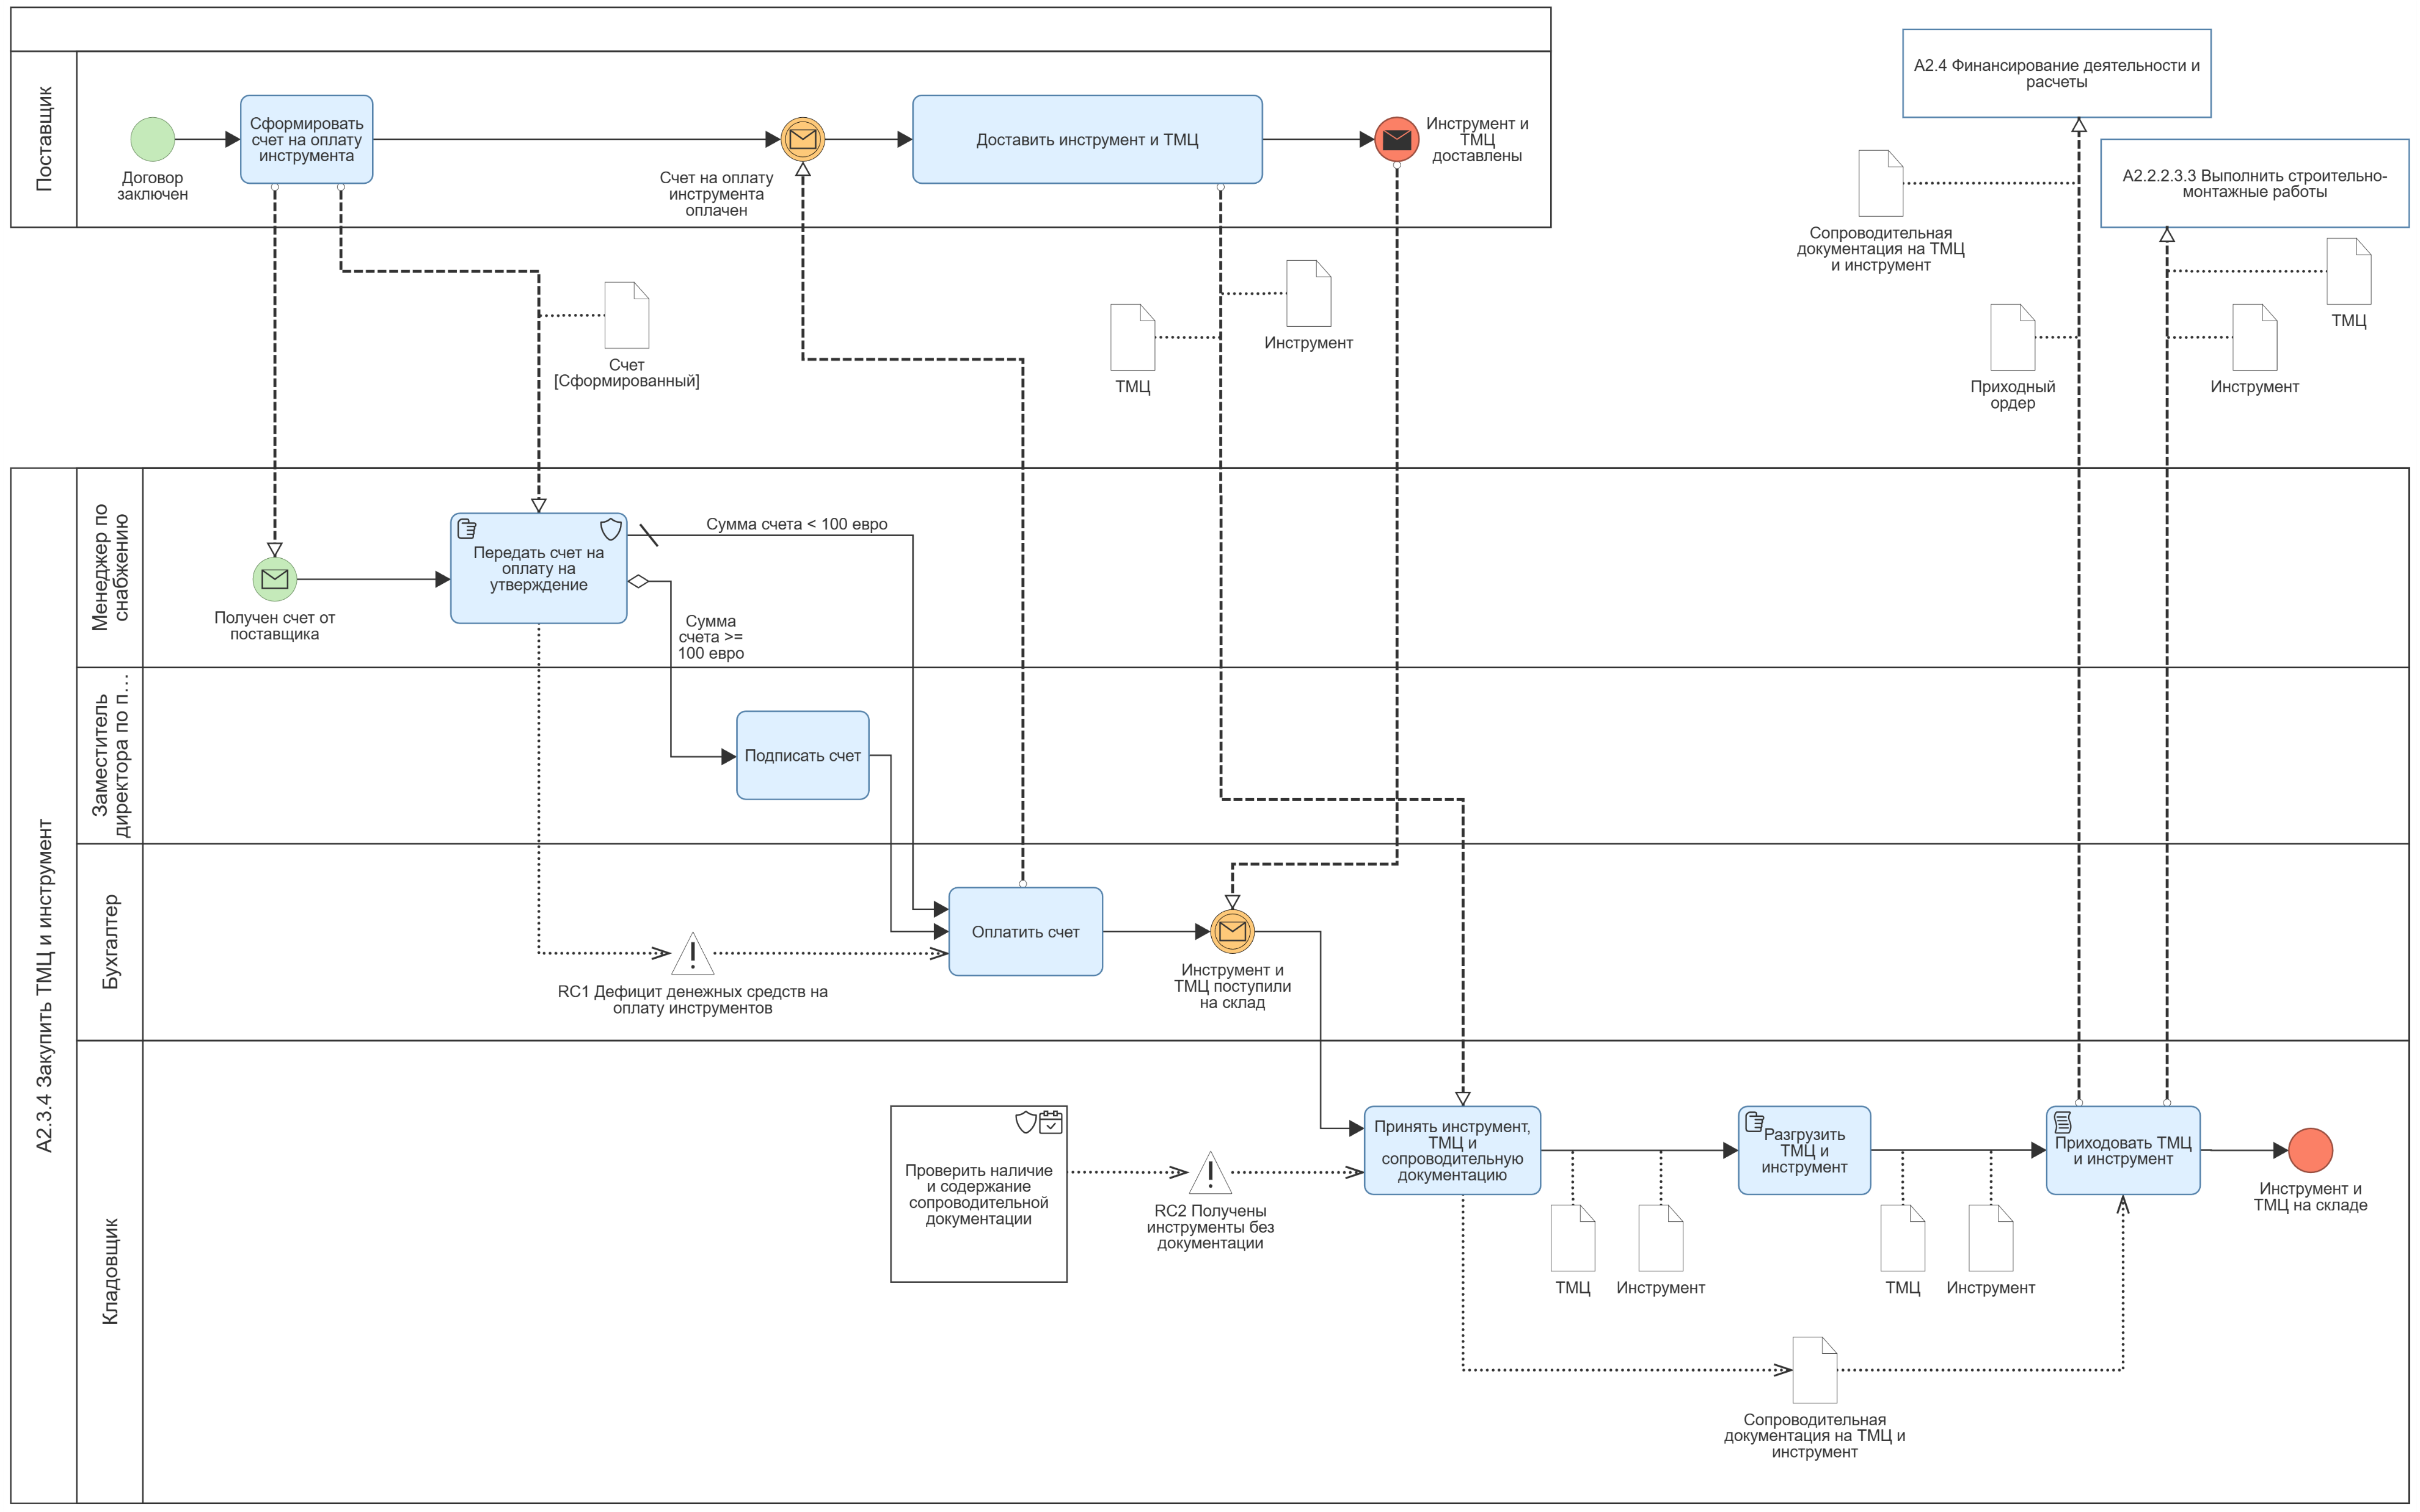 Поставщик
Договор
заключен
Сформировать
счет на оплату
инструмента
Счет на оплату
инструмента
оплачен
Доставить инструмент и ТМЦ
Инструмент и
ТМЦ
доставлены
А2.4 Финансирование деятельности и
расчеты
А2.2.2.3.3 Выполнить строительно-
монтажные работы
Сопроводительная
документация на ТМЦ
и инструмент
ТМЦ
Приходный
ордер
Инструмент
Счет
[Сформированный]
ТМЦ
Инструмент
А2.3.4 Закупить ТМЦ и инструмент
Менеджер по
снабжению
Получен счет от
поставщика
Передать счет на
оплату на
утверждение
Сумма счета < 100 евро
Сумма
счета >=
100 евро
Заместитель
директора по п...
Подписать счет
Бухгалтер
RC1 Дефицит денежных средств на
оплату инструментов
Оплатить счет
Инструмент и
ТМЦ поступили
на склад
Кладовщик
Проверить наличие
и содержание
сопроводительной
документации
RC2 Получены
инструменты без
документации
Принять инструмент,
ТМЦ и
сопроводительную
документацию
ТМЦ
Инструмент
Разгрузить
ТМЦ и
инструмент
ТМЦ
Инструмент
Приходовать ТМЦ
и инструмент
Инструмент и
ТМЦ на складе
Сопроводительная
документация на ТМЦ и
инструмент